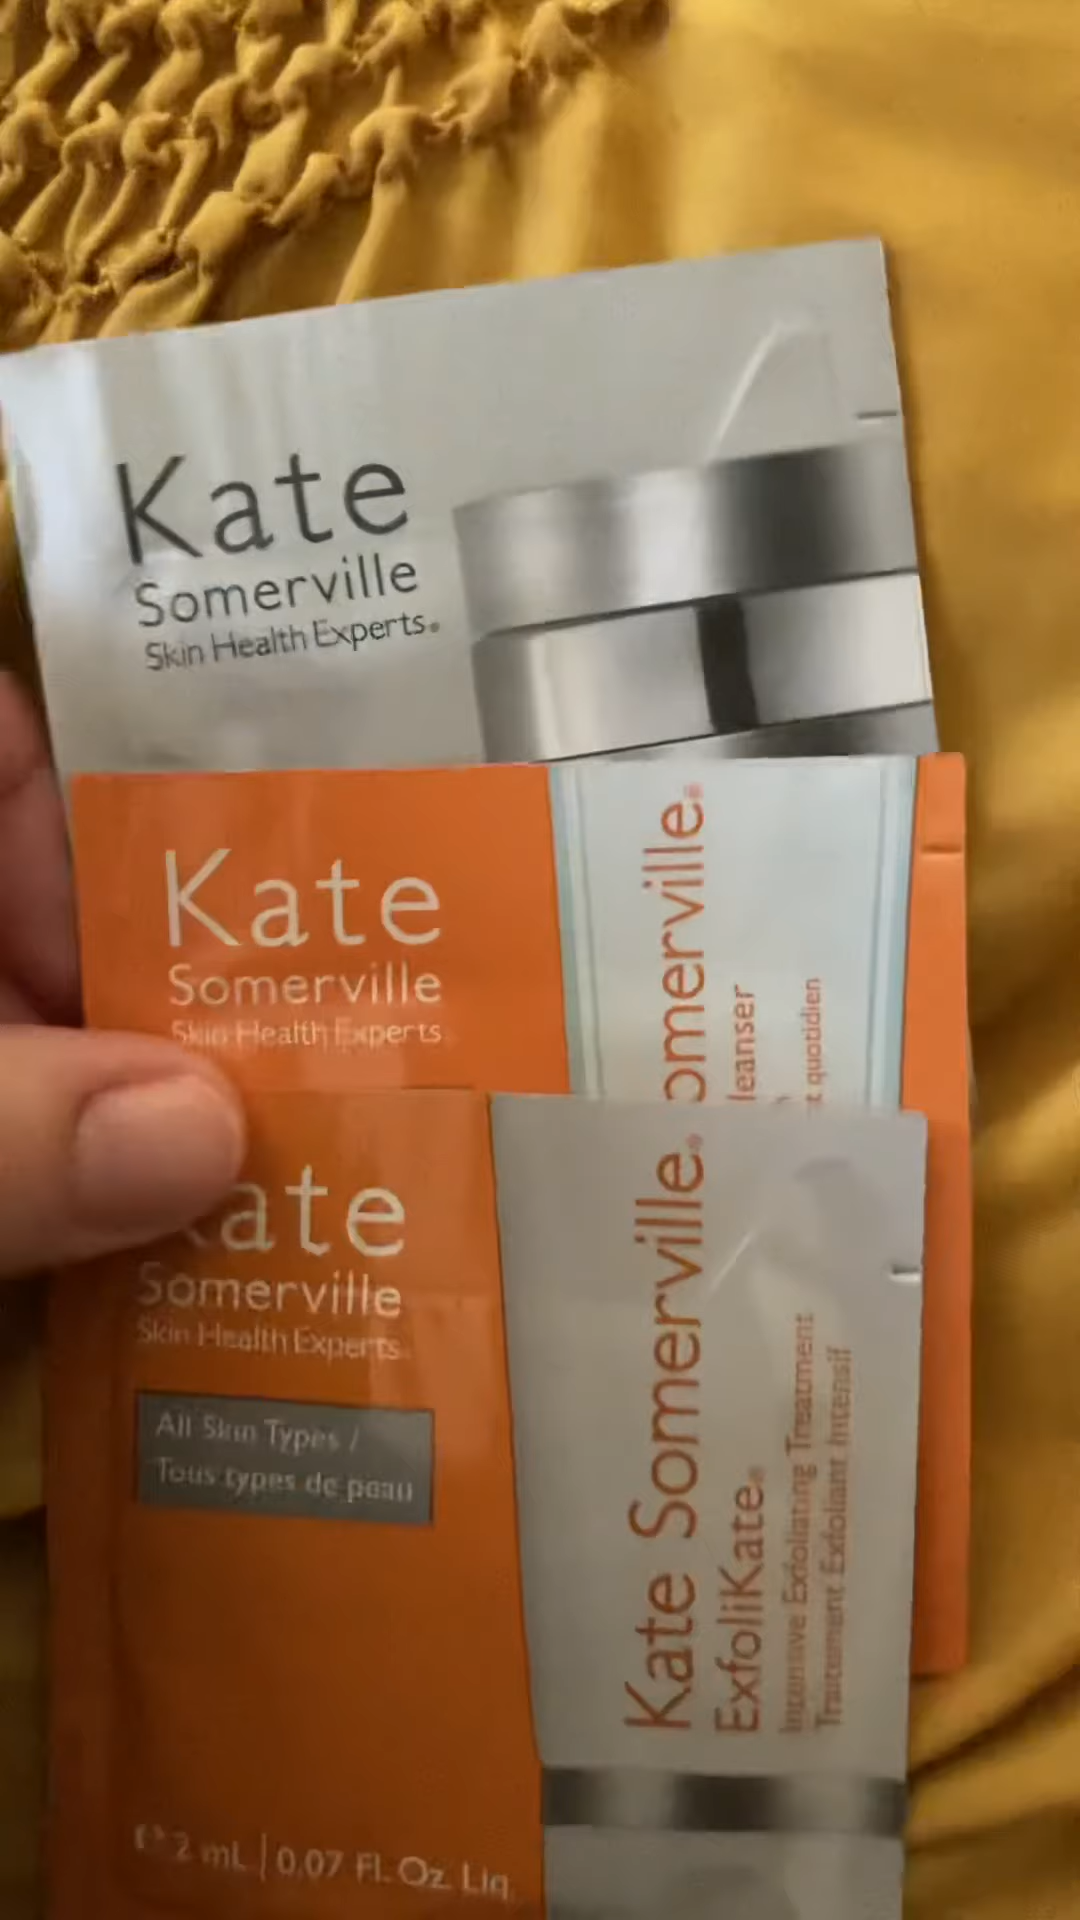 Kate
Somerville
Skin Health Experts®
Kate
Somerville
Skin Health Experts
omerville®
leanser
t quotidien
ate
Somerville
Skin Health Experts
All Skin Types /
Tous types de peau
2 mL | 0.07 Fl. Oz. Liq.
Kate Somerville®
ExfoliKate®
Intensive Exfoliating Treatment
Traitement Exfoliant Intensif